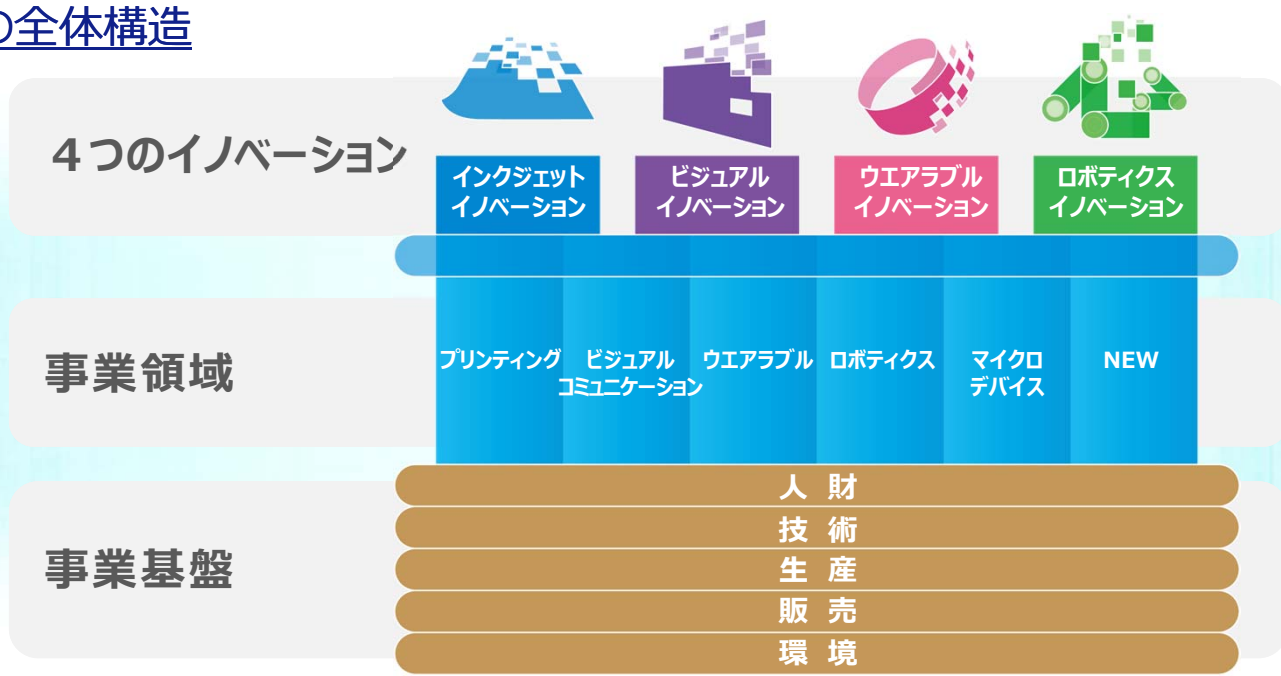 の全体構造
4つのイノベーション
インクジェット
イノベーション
ビジュアル
イノベーション
ウエアラブル
イノベーション
ロボティクス
イノベーション
事業領域
プリンティング
ビジュアル
コミュニケーション
ウエアラブル
ロボティクス
マイクロ
デバイス
NEW
事業基盤
人 財
技 術
生 産
販 売
環 境